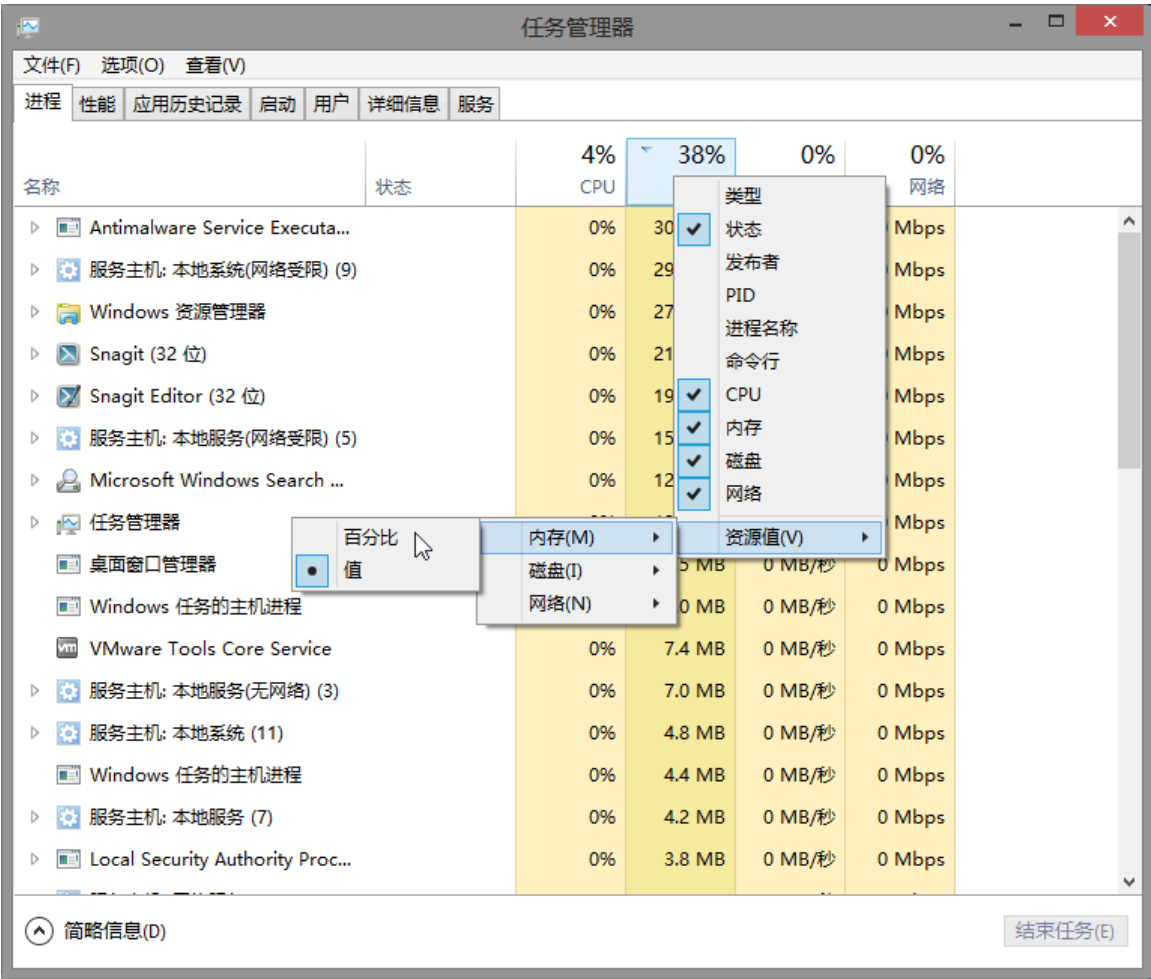 任务管理器
文件(F) 选项(O) 查看(V)
进程 性能 应用历史记录 启动 用户 详细信息 服务
4% 38% 0% 0%
名称 状态 CPU 网络
Antimalware Service Executa... 0% 30 Mbps
服务主机: 本地系统(网络受限) (9) 0% 29 Mbps
Windows 资源管理器 0% 27 Mbps
Snagit (32 位) 0% 21 Mbps
Snagit Editor (32 位) 0% 19 Mbps
服务主机: 本地服务(网络受限) (5) 0% 15 Mbps
Microsoft Windows Search ... 0% 12 Mbps
任务管理器 Mbps
桌面窗口管理器 5 MB 0 MB/秒 0 Mbps
Windows 任务的主机进程 0 MB 0 MB/秒 0 Mbps
VMware Tools Core Service 0% 7.4 MB 0 MB/秒 0 Mbps
服务主机: 本地服务(无网络) (3) 0% 7.0 MB 0 MB/秒 0 Mbps
服务主机: 本地系统 (11) 0% 4.8 MB 0 MB/秒 0 Mbps
Windows 任务的主机进程 0% 4.4 MB 0 MB/秒 0 Mbps
服务主机: 本地服务 (7) 0% 4.2 MB 0 MB/秒 0 Mbps
Local Security Authority Proc... 0% 3.8 MB 0 MB/秒 0 Mbps
类型
状态
发布者
PID
进程名称
命令行
CPU
内存
磁盘
网络
资源值(V)
内存(M)
磁盘(I)
网络(N)
百分比
值
简略信息(D)
结束任务(E)